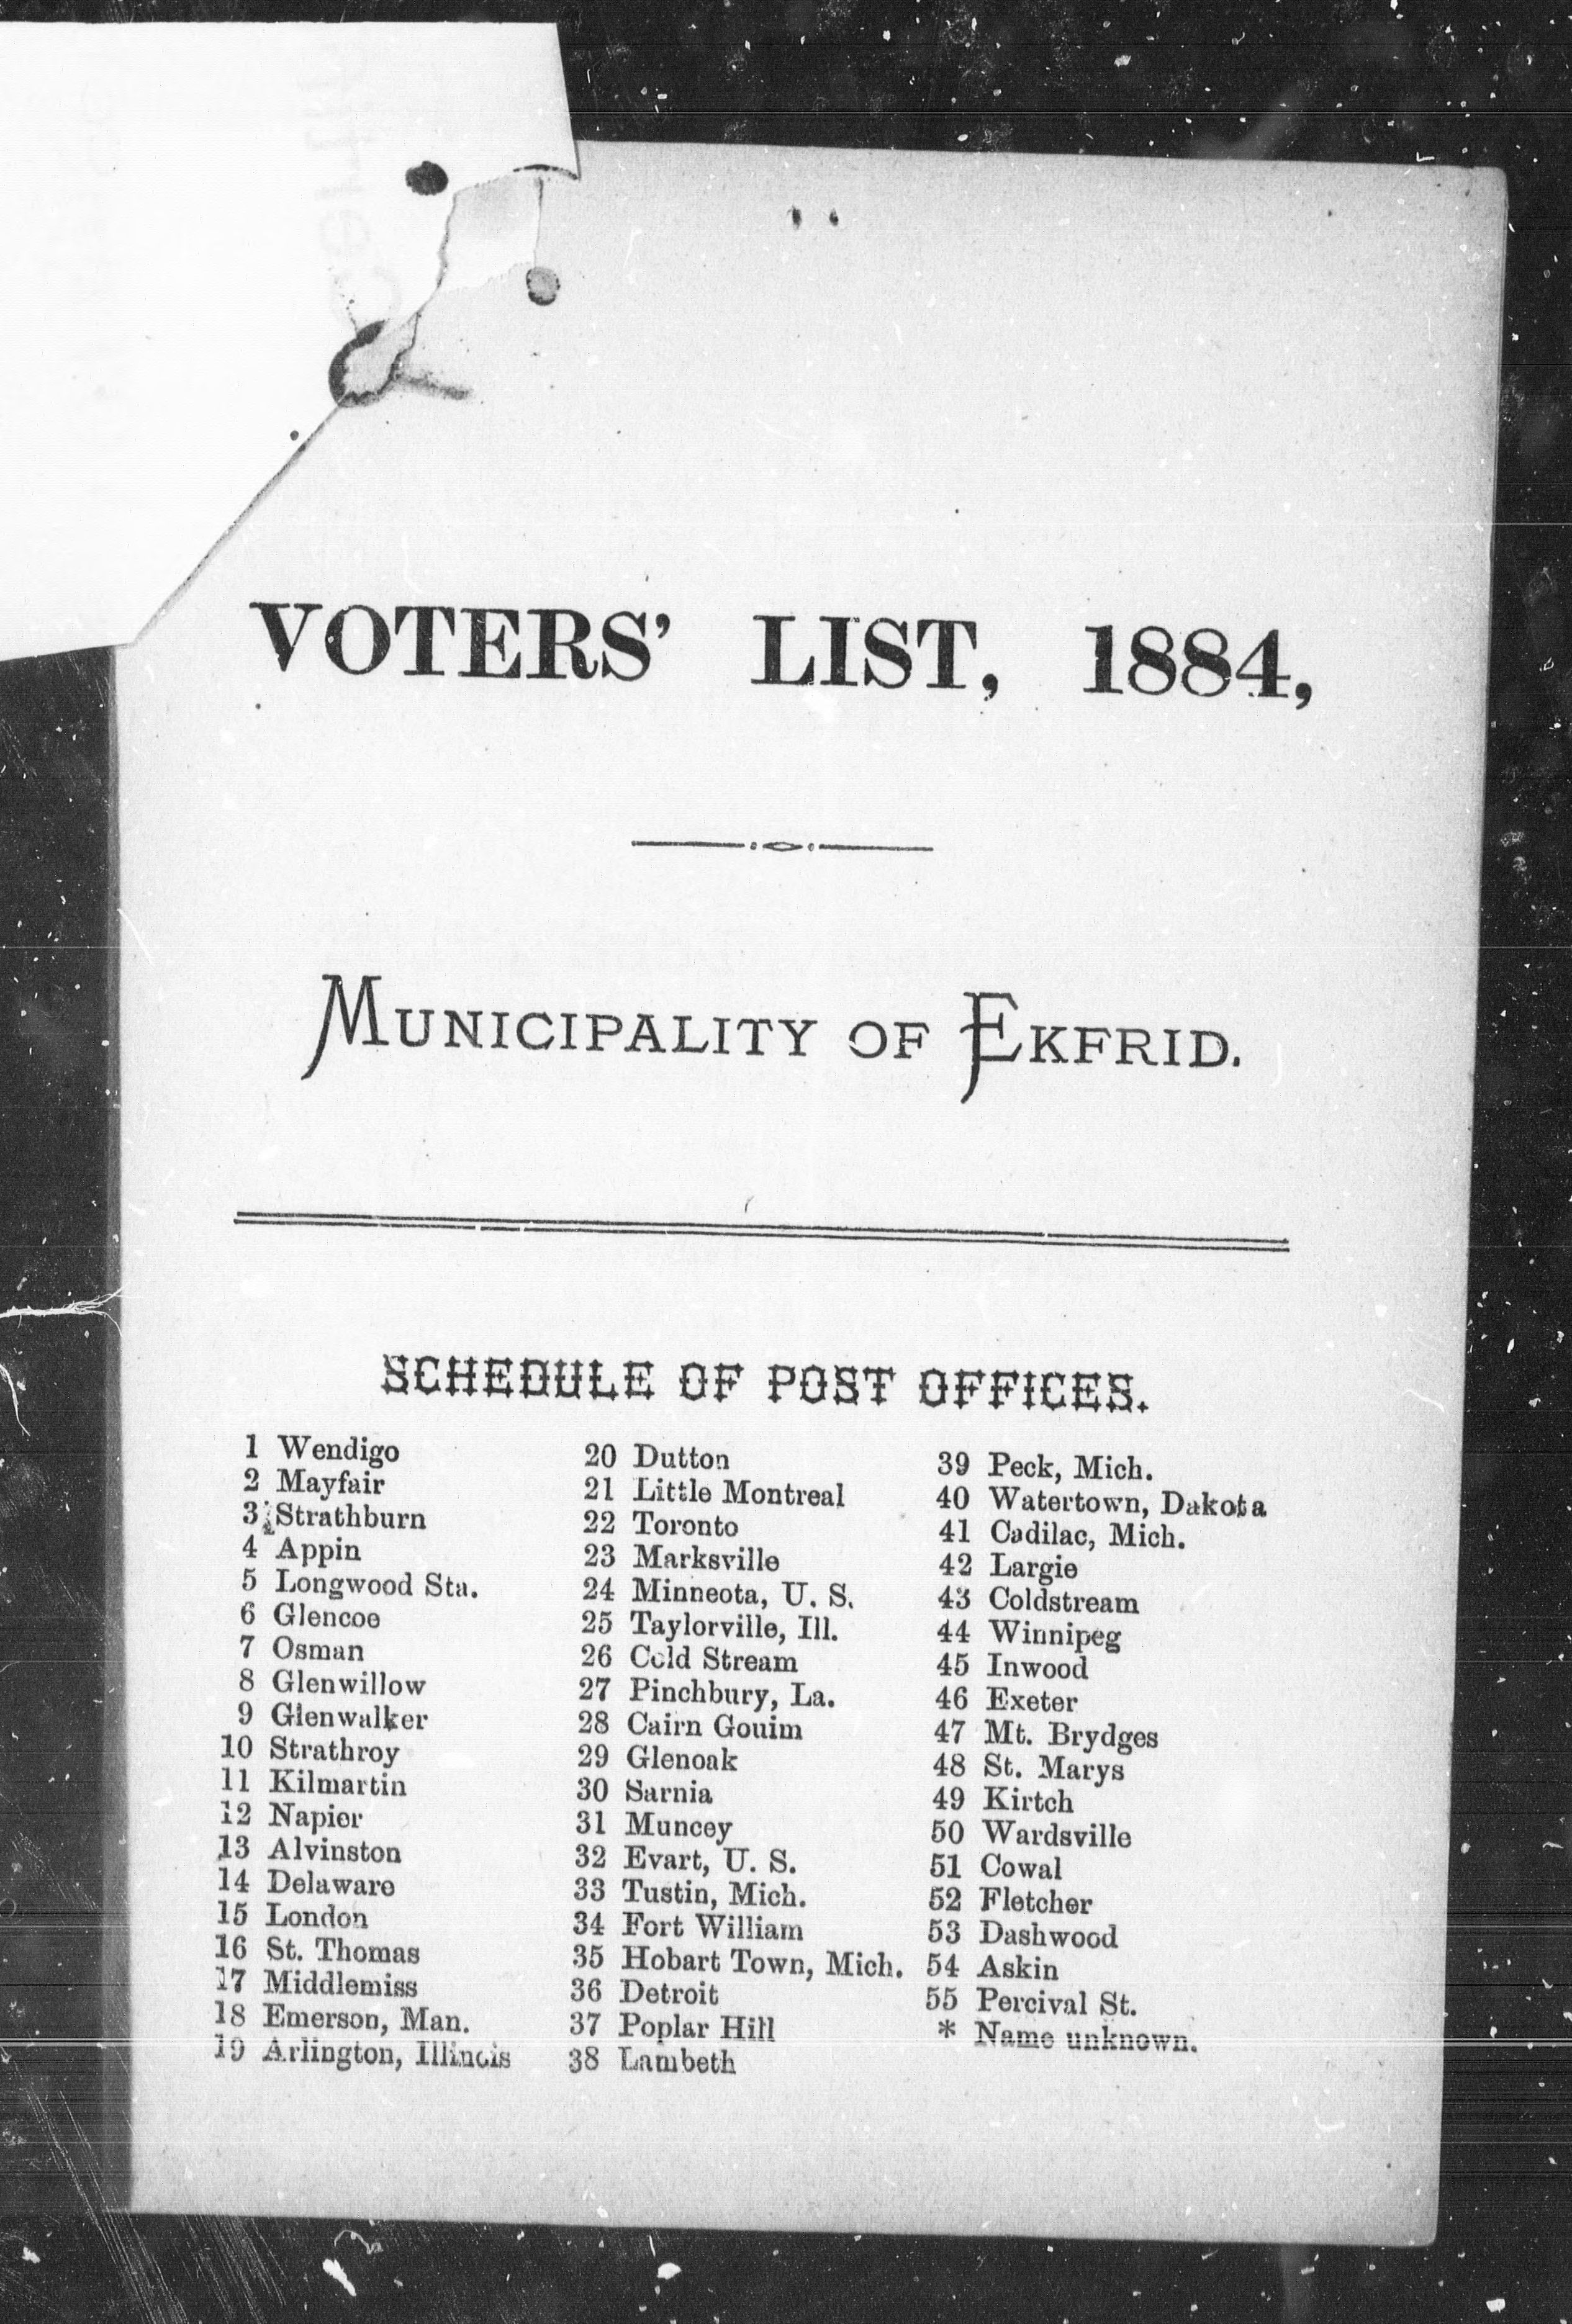 VOTERS' LIST, 1884,
MUNICIPALITY OF EKFRID.
SCHEDULE OF POST OFFICES.
1 Wendigo
2 Mayfair
3 Strathburn
4 Appin
5 Longwood Sta.
6 Glencoe
7 Osman
8 Glenwillow
9 Glenwalker
10 Strathroy
11 Kilmartin
12 Napier
13 Alvinston
14 Delaware
15 London
16 St. Thomas
17 Middlemiss
18 Emerson, Man.
19 Arlington, Illinois
20 Dutton
21 Little Montreal
22 Toronto
23 Marksville
24 Minneota, U. S.
25 Taylorville, Ill.
26 Cold Stream
27 Pinchbury, La.
28 Cairn Gouim
29 Glenoak
30 Sarnia
31 Muncey
32 Evart, U. S.
33 Tustin, Mich.
34 Fort William
35 Hobart Town, Mich.
36 Detroit
37 Poplar Hill
38 Lambeth
39 Peck, Mich.
40 Watertown, Dakota
41 Cadilac, Mich.
42 Largie
43 Coldstream
44 Winnipeg
45 Inwood
46 Exeter
47 Mt. Brydges
48 St. Marys
49 Kirtch
50 Wardsville
51 Cowal
52 Fletcher
53 Dashwood
54 Askin
55 Percival St.
* Name unknown.